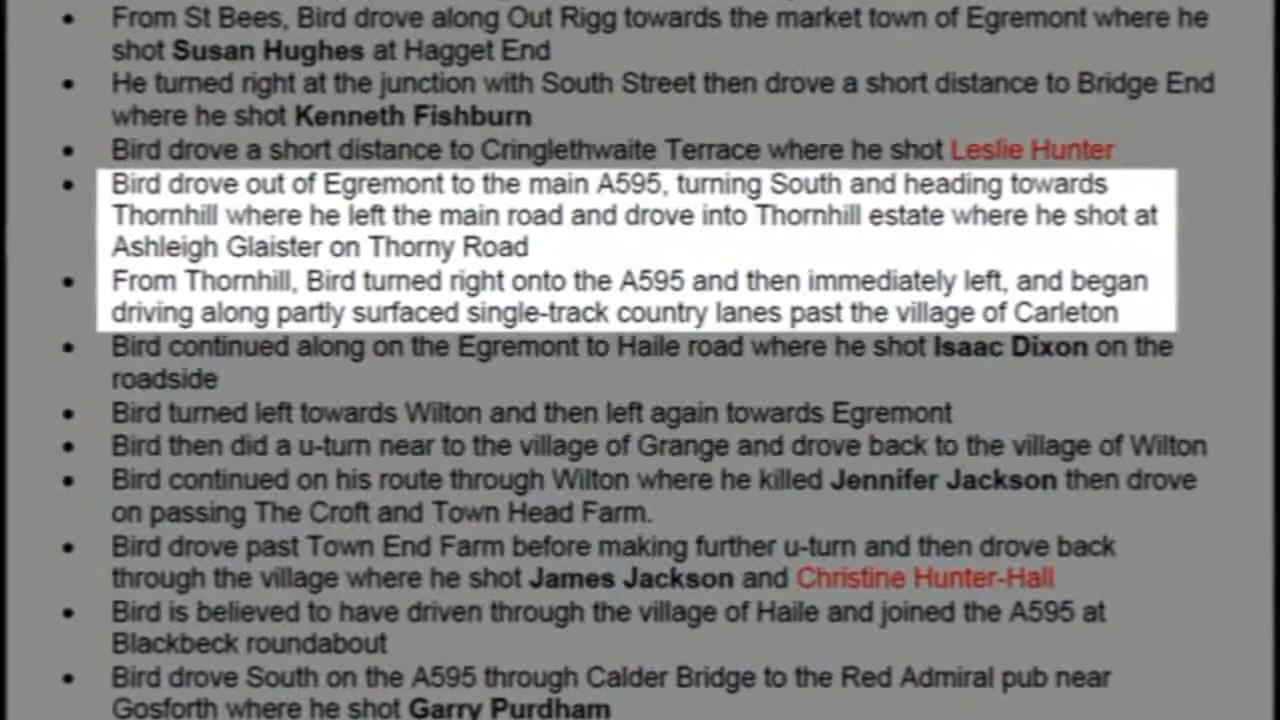 • From St Bees, Bird drove along Out Rigg towards the market town of Egremont where he
shot Susan Hughes at Hagget End
• He turned right at the junction with South Street then drove a short distance to Bridge End
where he shot Kenneth Fishburn
• Bird drove a short distance to Cringlethwaite Terrace where he shot Leslie Hunter
• Bird drove out of Egremont to the main A595, turning South and heading towards
Thornhill where he left the main road and drove into Thornhill estate where he shot at
Ashleigh Glaister on Thorny Road
• From Thornhill, Bird turned right onto the A595 and then immediately left, and began
driving along partly surfaced single-track country lanes past the village of Carleton
• Bird continued along on the Egremont to Haile road where he shot Isaac Dixon on the
roadside
• Bird turned left towards Wilton and then left again towards Egremont
• Bird then did a u-turn near to the village of Grange and drove back to the village of Wilton
• Bird continued on his route through Wilton where he killed Jennifer Jackson then drove
on passing The Croft and Town Head Farm.
• Bird drove past Town End Farm before making further u-turn and then drove back
through the village where he shot James Jackson and Christine Hunter-Hall
• Bird is believed to have driven through the village of Haile and joined the A595 at
Blackbeck roundabout
• Bird drove South on the A595 through Calder Bridge to the Red Admiral pub near
Gosforth where he shot Garry Purdham